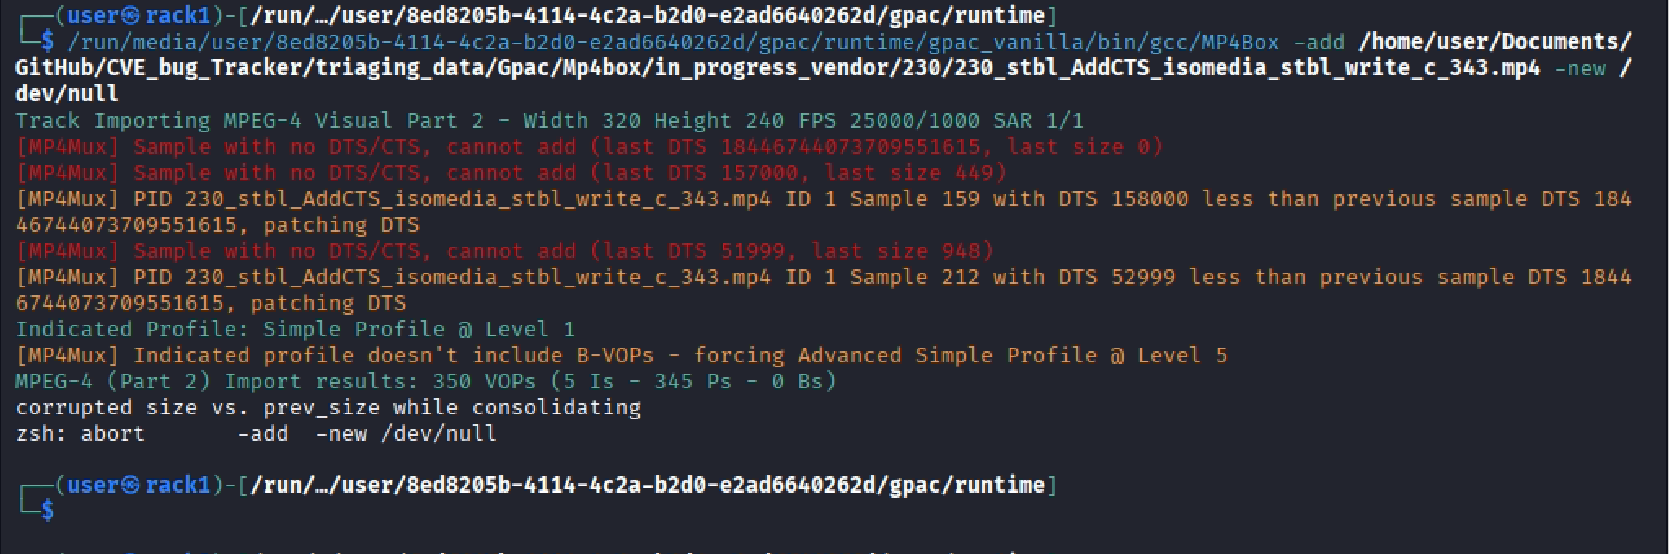 ┌──(user㉿rack1)-[/run/…/user/8ed8205b-4114-4c2a-b2d0-e2ad6640262d/gpac/runtime]
└─$ /run/media/user/8ed8205b-4114-4c2a-b2d0-e2ad6640262d/gpac/runtime/gpac_vanilla/bin/gcc/MP4Box -add /home/user/Documents/
GitHub/CVE_bug_Tracker/triaging_data/Gpac/Mp4box/in_progress_vendor/230/230_stbl_AddCTS_isomedia_stbl_write_c_343.mp4 -new /
dev/null
Track Importing MPEG-4 Visual Part 2 - Width 320 Height 240 FPS 25000/1000 SAR 1/1
[MP4Mux] Sample with no DTS/CTS, cannot add (last DTS 18446744073709551615, last size 0)
[MP4Mux] Sample with no DTS/CTS, cannot add (last DTS 157000, last size 449)
[MP4Mux] PID 230_stbl_AddCTS_isomedia_stbl_write_c_343.mp4 ID 1 Sample 159 with DTS 158000 less than previous sample DTS 184
46744073709551615, patching DTS
[MP4Mux] Sample with no DTS/CTS, cannot add (last DTS 51999, last size 948)
[MP4Mux] PID 230_stbl_AddCTS_isomedia_stbl_write_c_343.mp4 ID 1 Sample 212 with DTS 52999 less than previous sample DTS 1844
6744073709551615, patching DTS
Indicated Profile: Simple Profile @ Level 1
[MP4Mux] Indicated profile doesn't include B-VOPs - forcing Advanced Simple Profile @ Level 5
MPEG-4 (Part 2) Import results: 350 VOPs (5 Is - 345 Ps - 0 Bs)
corrupted size vs. prev_size while consolidating
zsh: abort       -add  -new /dev/null
┌──(user㉿rack1)-[/run/…/user/8ed8205b-4114-4c2a-b2d0-e2ad6640262d/gpac/runtime]
└─$